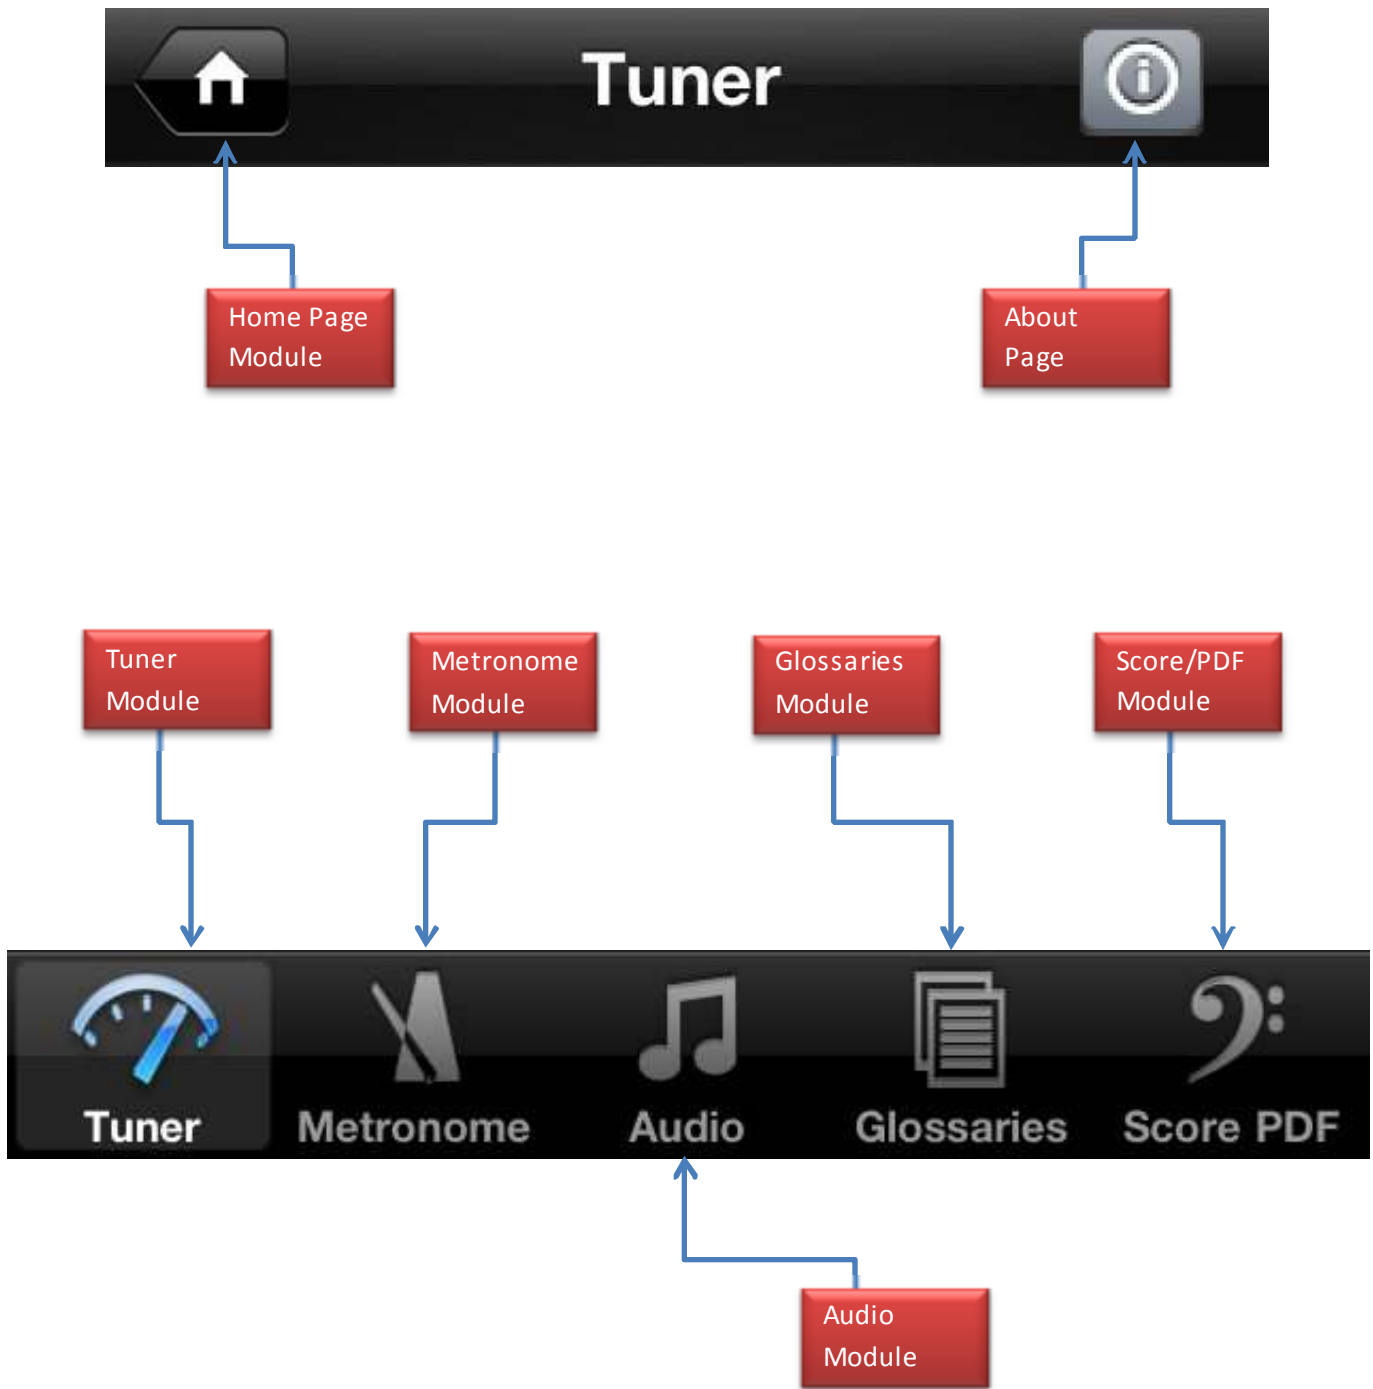 Tuner
Home Page
Module
About
Page
Tuner
Module
Metronome
Module
Glossaries
Module
Score/PDF
Module
Tuner
Metronome
Audio
Glossaries
Score PDF
Audio
Module